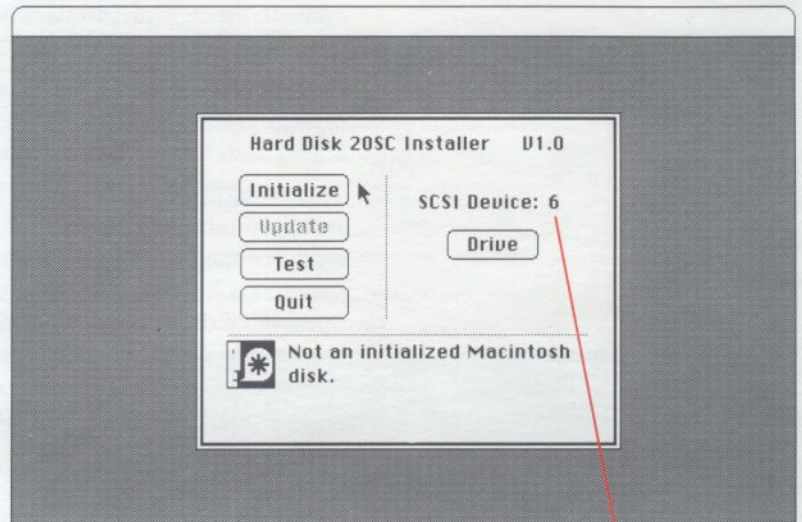 Hard Disk 20SC Installer V1.0
Initialize
Update
Test
Quit
SCSI Device: 6
Drive
Not an initialized Macintosh
disk.